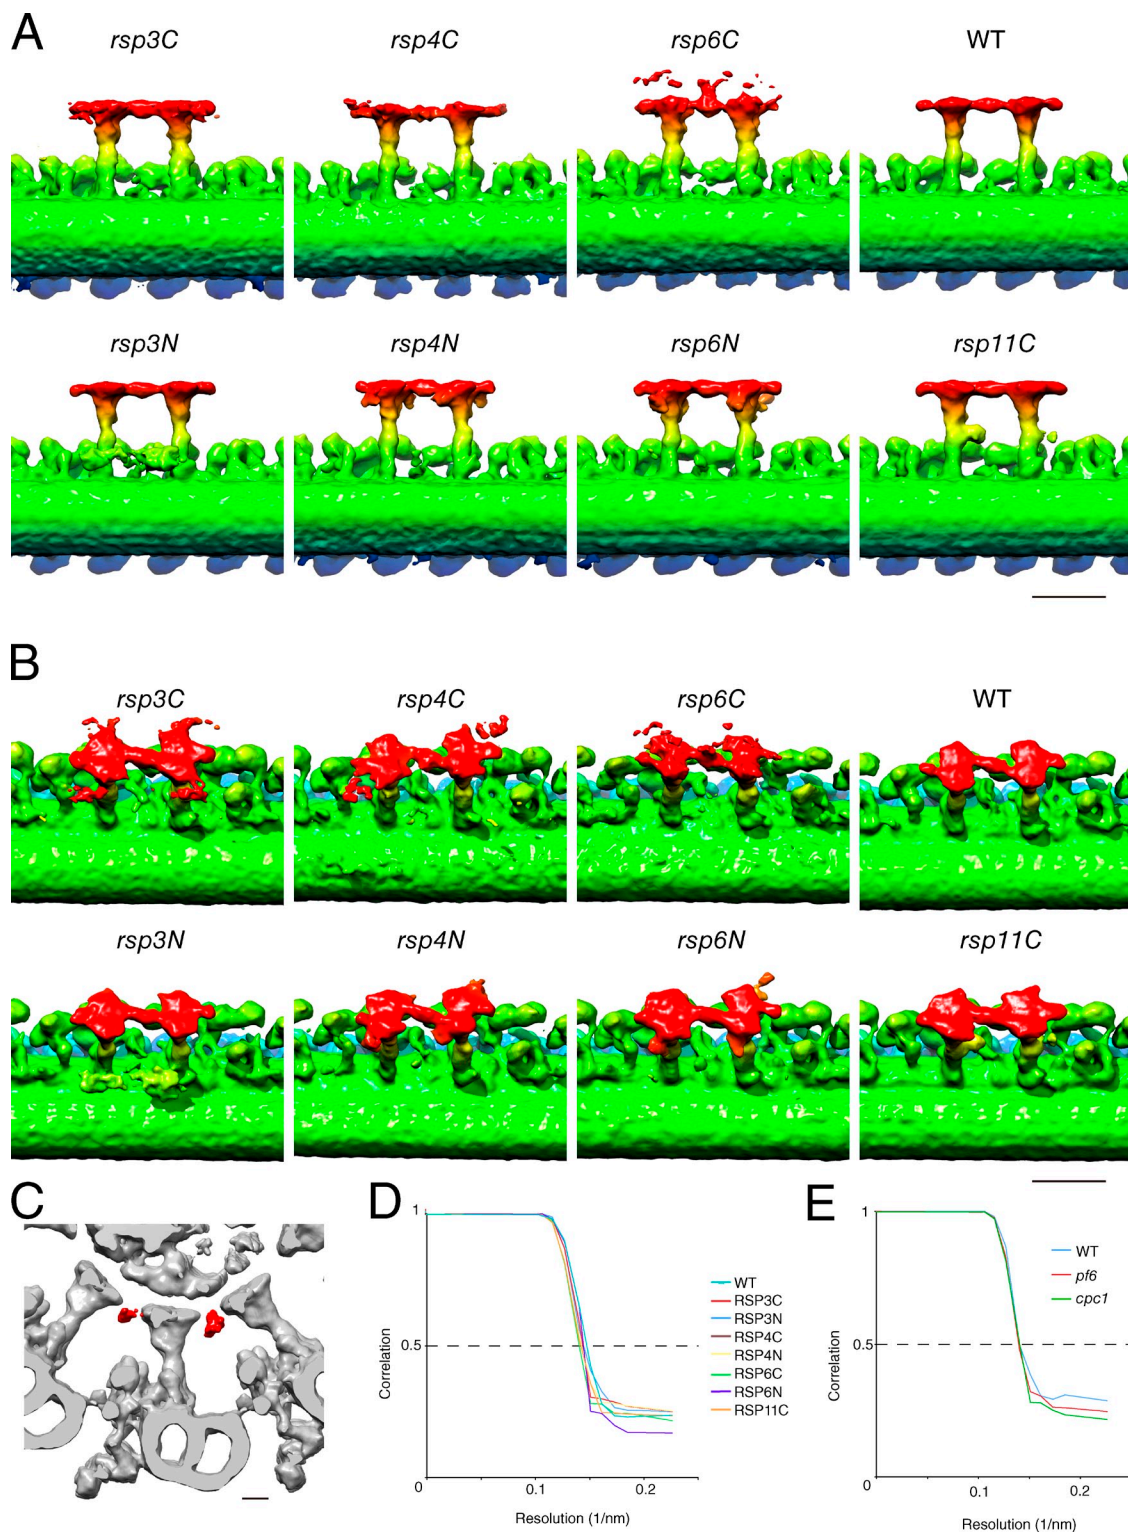 A
rsp3C rsp4C rsp6C WT
rsp3N rsp4N rsp6N rsp11C
B
rsp3C rsp4C rsp6C WT
rsp3N rsp4N rsp6N rsp11C
C
D
1
0.5
0
0.1 0.2
Correlation
Resolution (1/nm)
WT
RSP3C
RSP3N
RSP4C
RSP4N
RSP6C
RSP6N
RSP11C
E
1
0.5
0
0.1 0.2
Correlation
Resolution (1/nm)
WT
pf6
cpc1